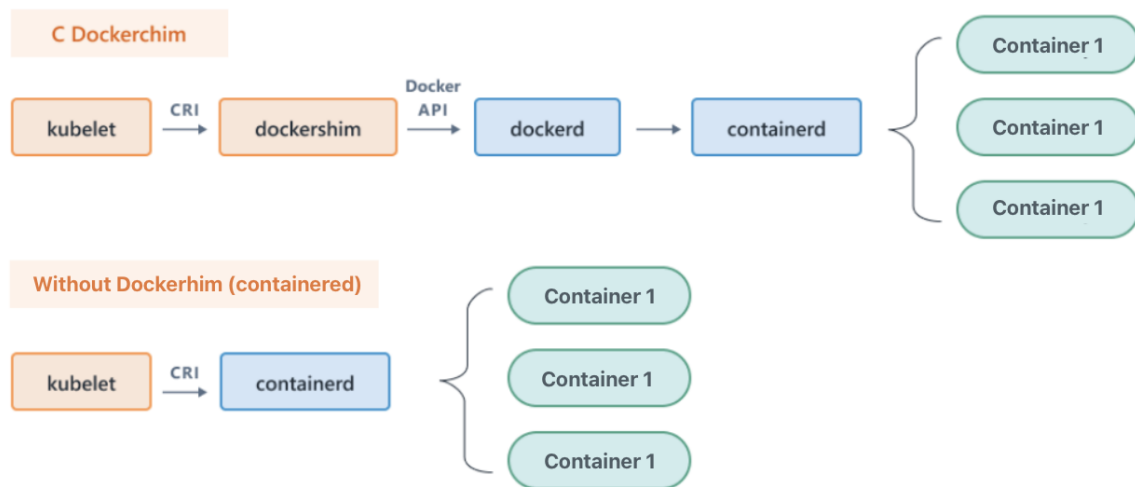 C Dockerchim
kubelet
CRI
dockershim
Docker
API
dockerd
containerd
Container 1
Container 1
Container 1
Without Dockerhim (containered)
kubelet
CRI
containerd
Container 1
Container 1
Container 1